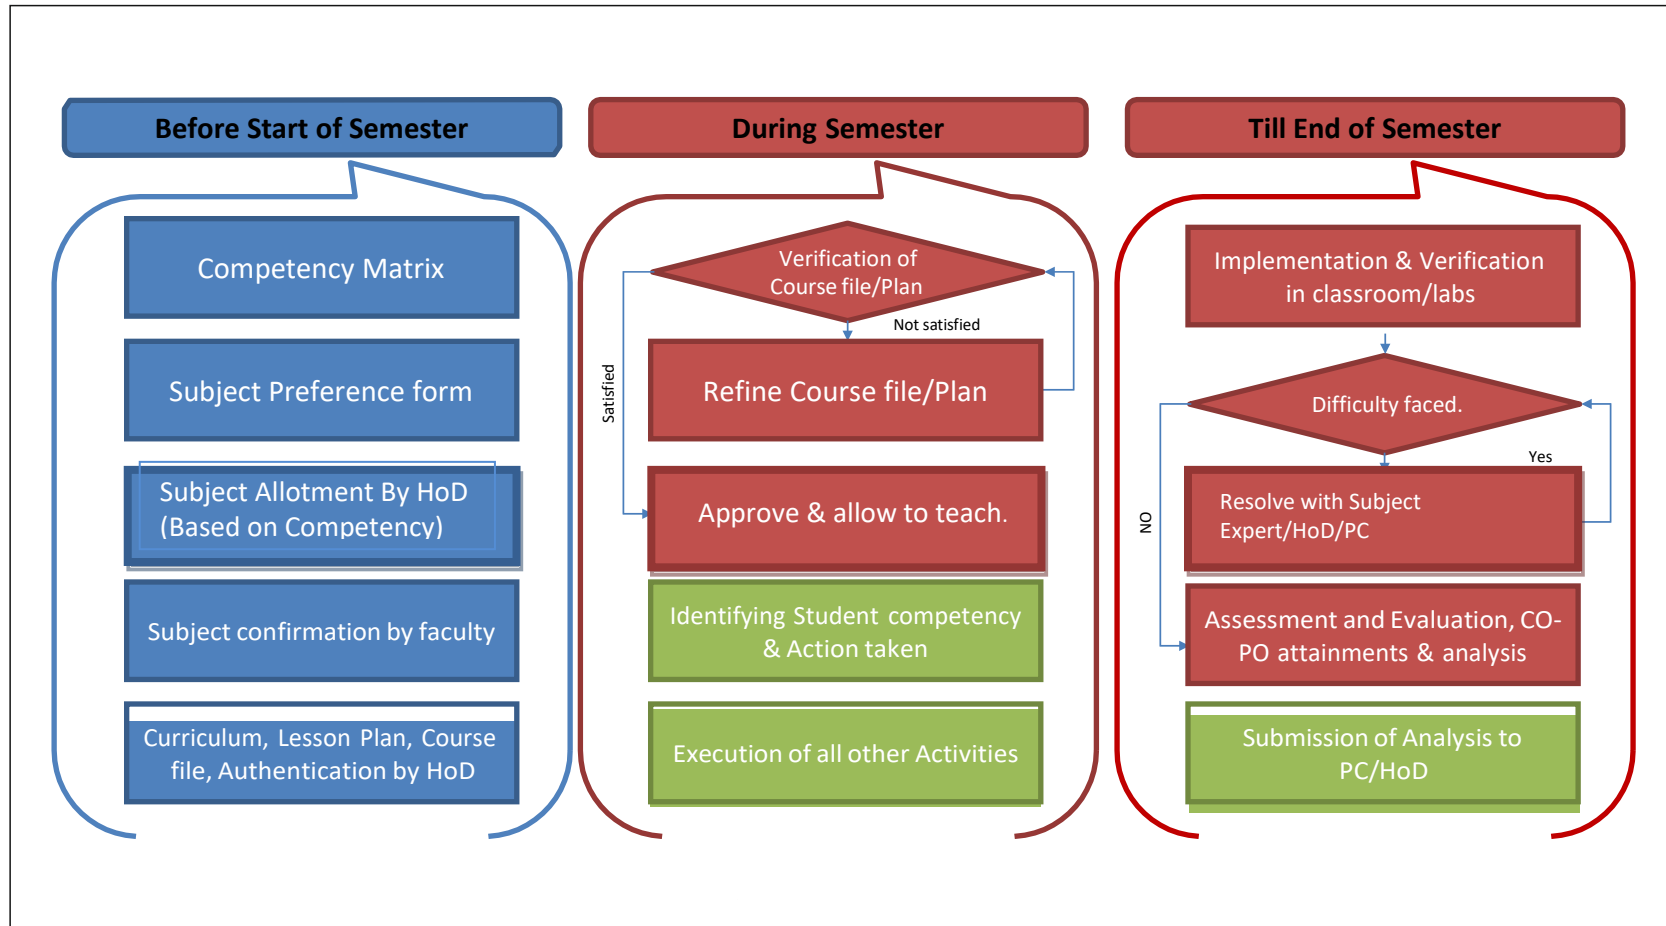 Before Start of Semester
Competency Matrix
Subject Preference form
Subject Allotment By HoD
(Based on Competency)
Subject confirmation by faculty
Curriculum, Lesson Plan, Course
file, Authentication by HoD
During Semester
Verification of
Course file/Plan
Not satisfied
Satisfied
Refine Course file/Plan
Approve & allow to teach.
Identifying Student competency
& Action taken
Execution of all other Activities
Till End of Semester
Implementation & Verification
in classroom/labs
Difficulty faced.
Yes
NO
Resolve with Subject
Expert/HoD/PC
Assessment and Evaluation, CO-
PO attainments & analysis
Submission of Analysis to
PC/HoD